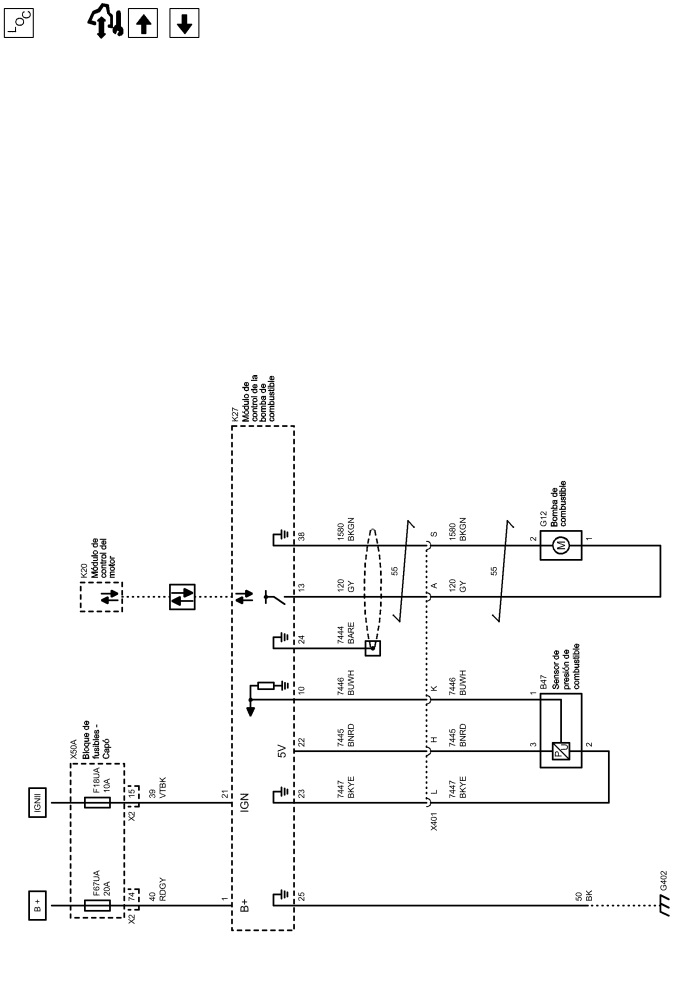 LOC
B +
IGNII
X50A
Bloque de
fusibles -
Capó
F67UA
20A
F18UA
10A
X2
74
X2
15
40
RDGY
39
VTBK
K20
Módulo de
control del
motor
K27
Módulo de
control de la
bomba de
combustible
1
21
B+
IGN
5V
25
23
22
10
24
13
38
7447
BKYE
7445
BNRD
7446
BUWH
7444
BARE
120
GY
1580
BKGN
55
X401
L
H
K
A
S
7447
BKYE
7445
BNRD
7446
BUWH
120
GY
1580
BKGN
55
3
1
B47
Sensor de
presión de
combustible
P
U
2
2
G12
Bomba de
combustible
M
1
50
BK
G402